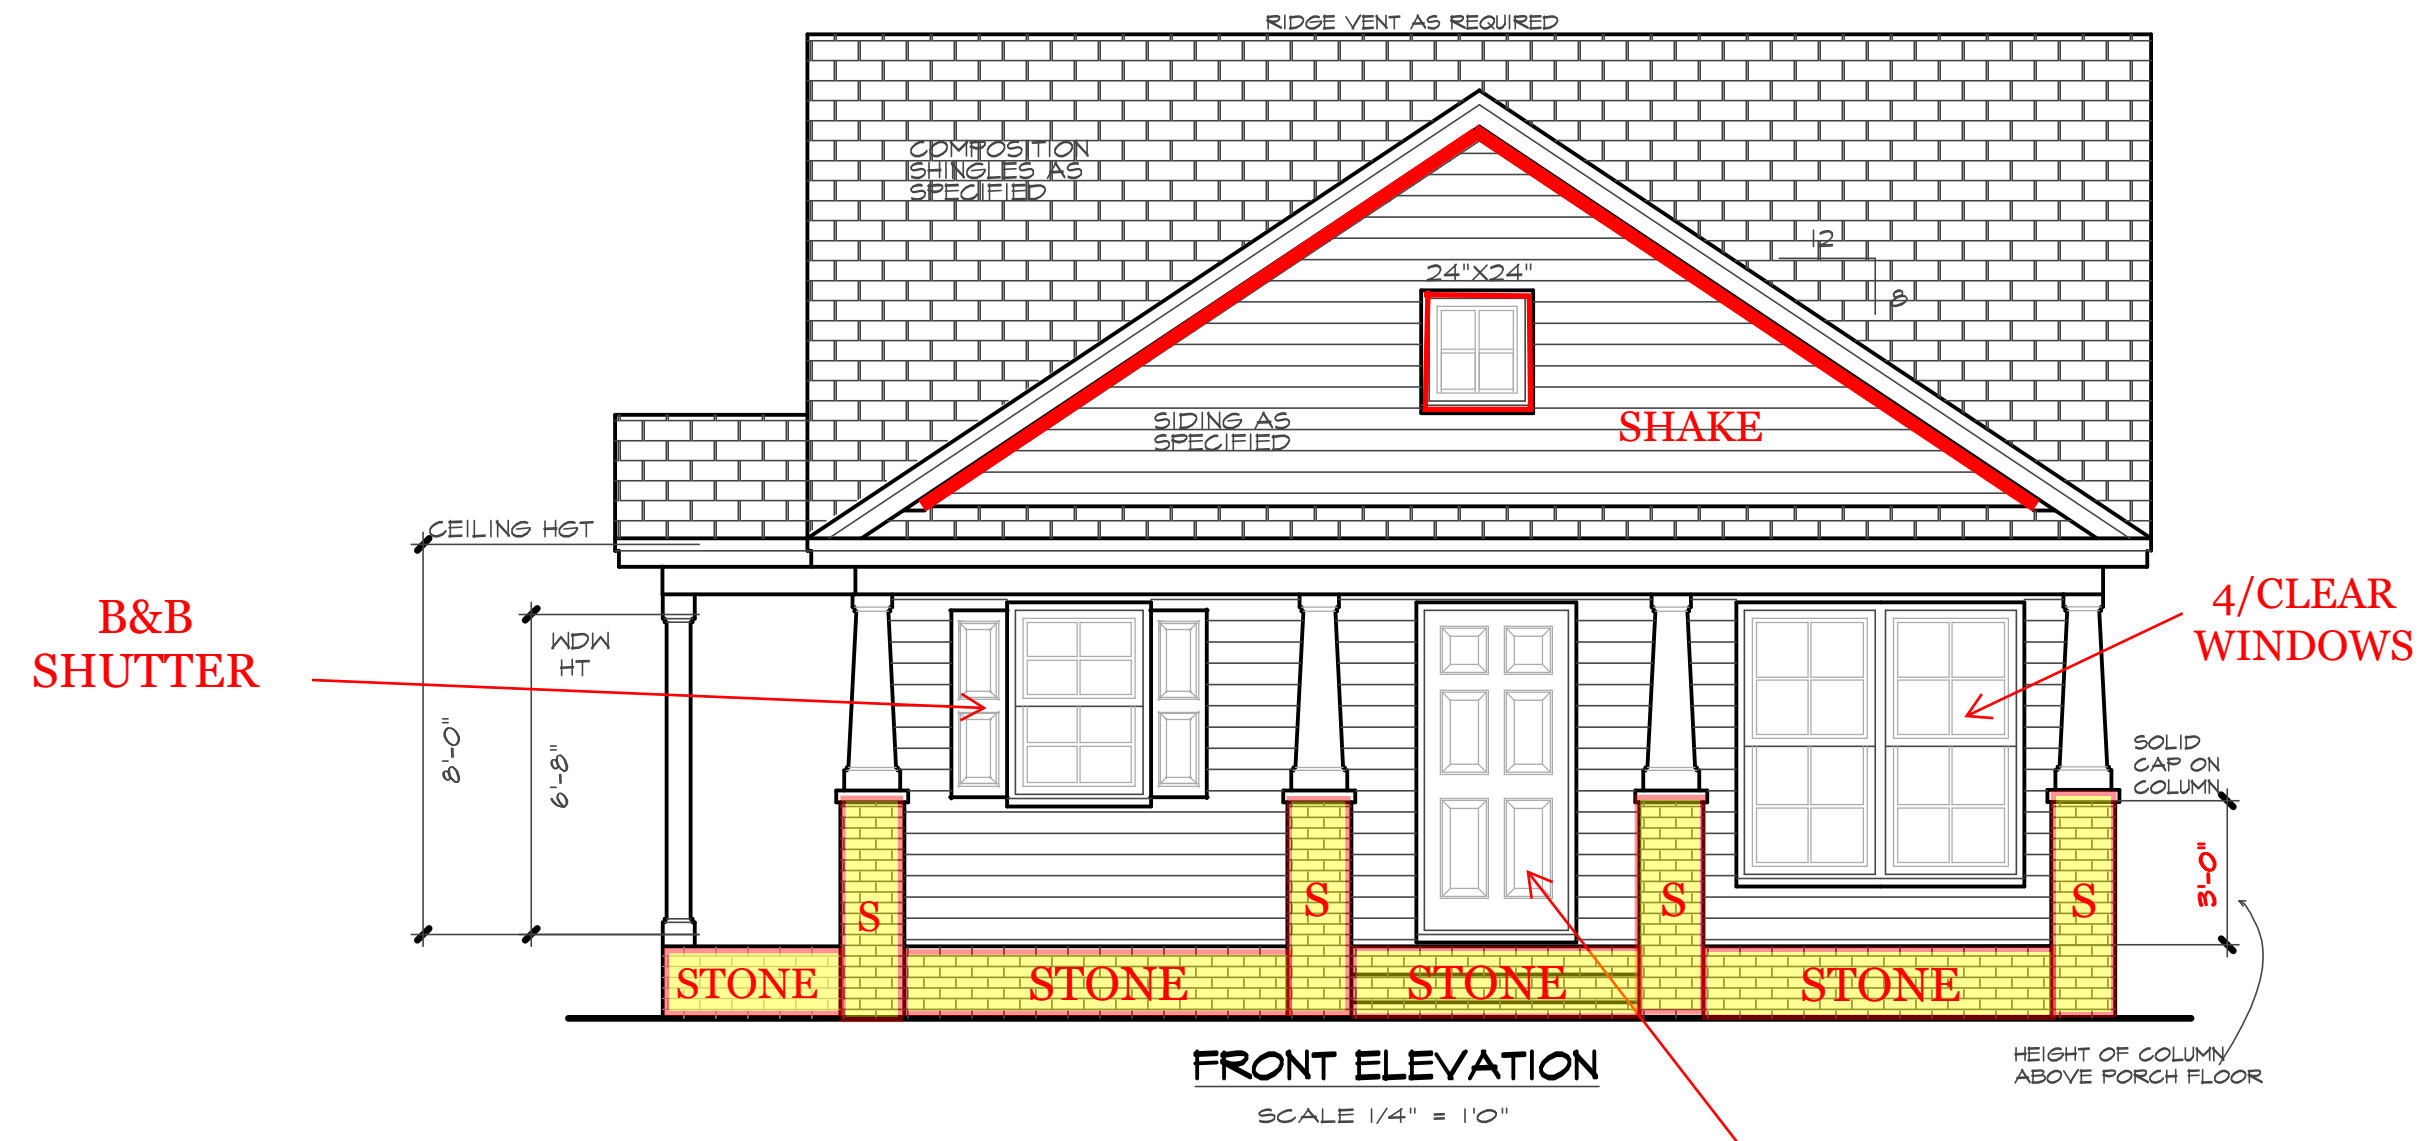 RIDGE VENT AS REQUIRED
COMPOSITION
SHINGLES AS
SPECIFIED
12
8
24"X24"
SIDING AS
SPECIFIED
SHAKE
CEILING HGT
B&B
SHUTTER
WDW
HT
8'-0"
6'-8"
4/CLEAR
WINDOWS
SOLID
CAP ON
COLUMN
3'-0"
S
S
S
S
STONE
STONE
STONE
STONE
HEIGHT OF COLUMN
ABOVE PORCH FLOOR
FRONT ELEVATION
SCALE 1/4" = 1'0"